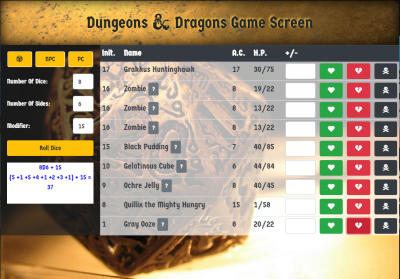 Dungeons & Dragons Game Screen
NPC PC
Number Of Dice: 8
Number Of Sides: 6
Modifier: 15
Roll Dice
8D6 + 15
(5 +1 +5 +4 +1 +2 +3 +1) + 15 =
37
Init. Name A.C. H.P. +/-
17 Grakkus Huntinghawk 17 30/75
16 Zombie ? 8 19/22
16 Zombie ? 8 13/22
16 Zombie ? 8 13/22
15 Black Pudding ? 7 40/85
10 Gelatinous Cube ? 6 44/84
9 Ochre Jelly ? 8 40/45
8 Quillix the Mighty Hungry 15 1/58
1 Gray Ooze ? 8 20/22